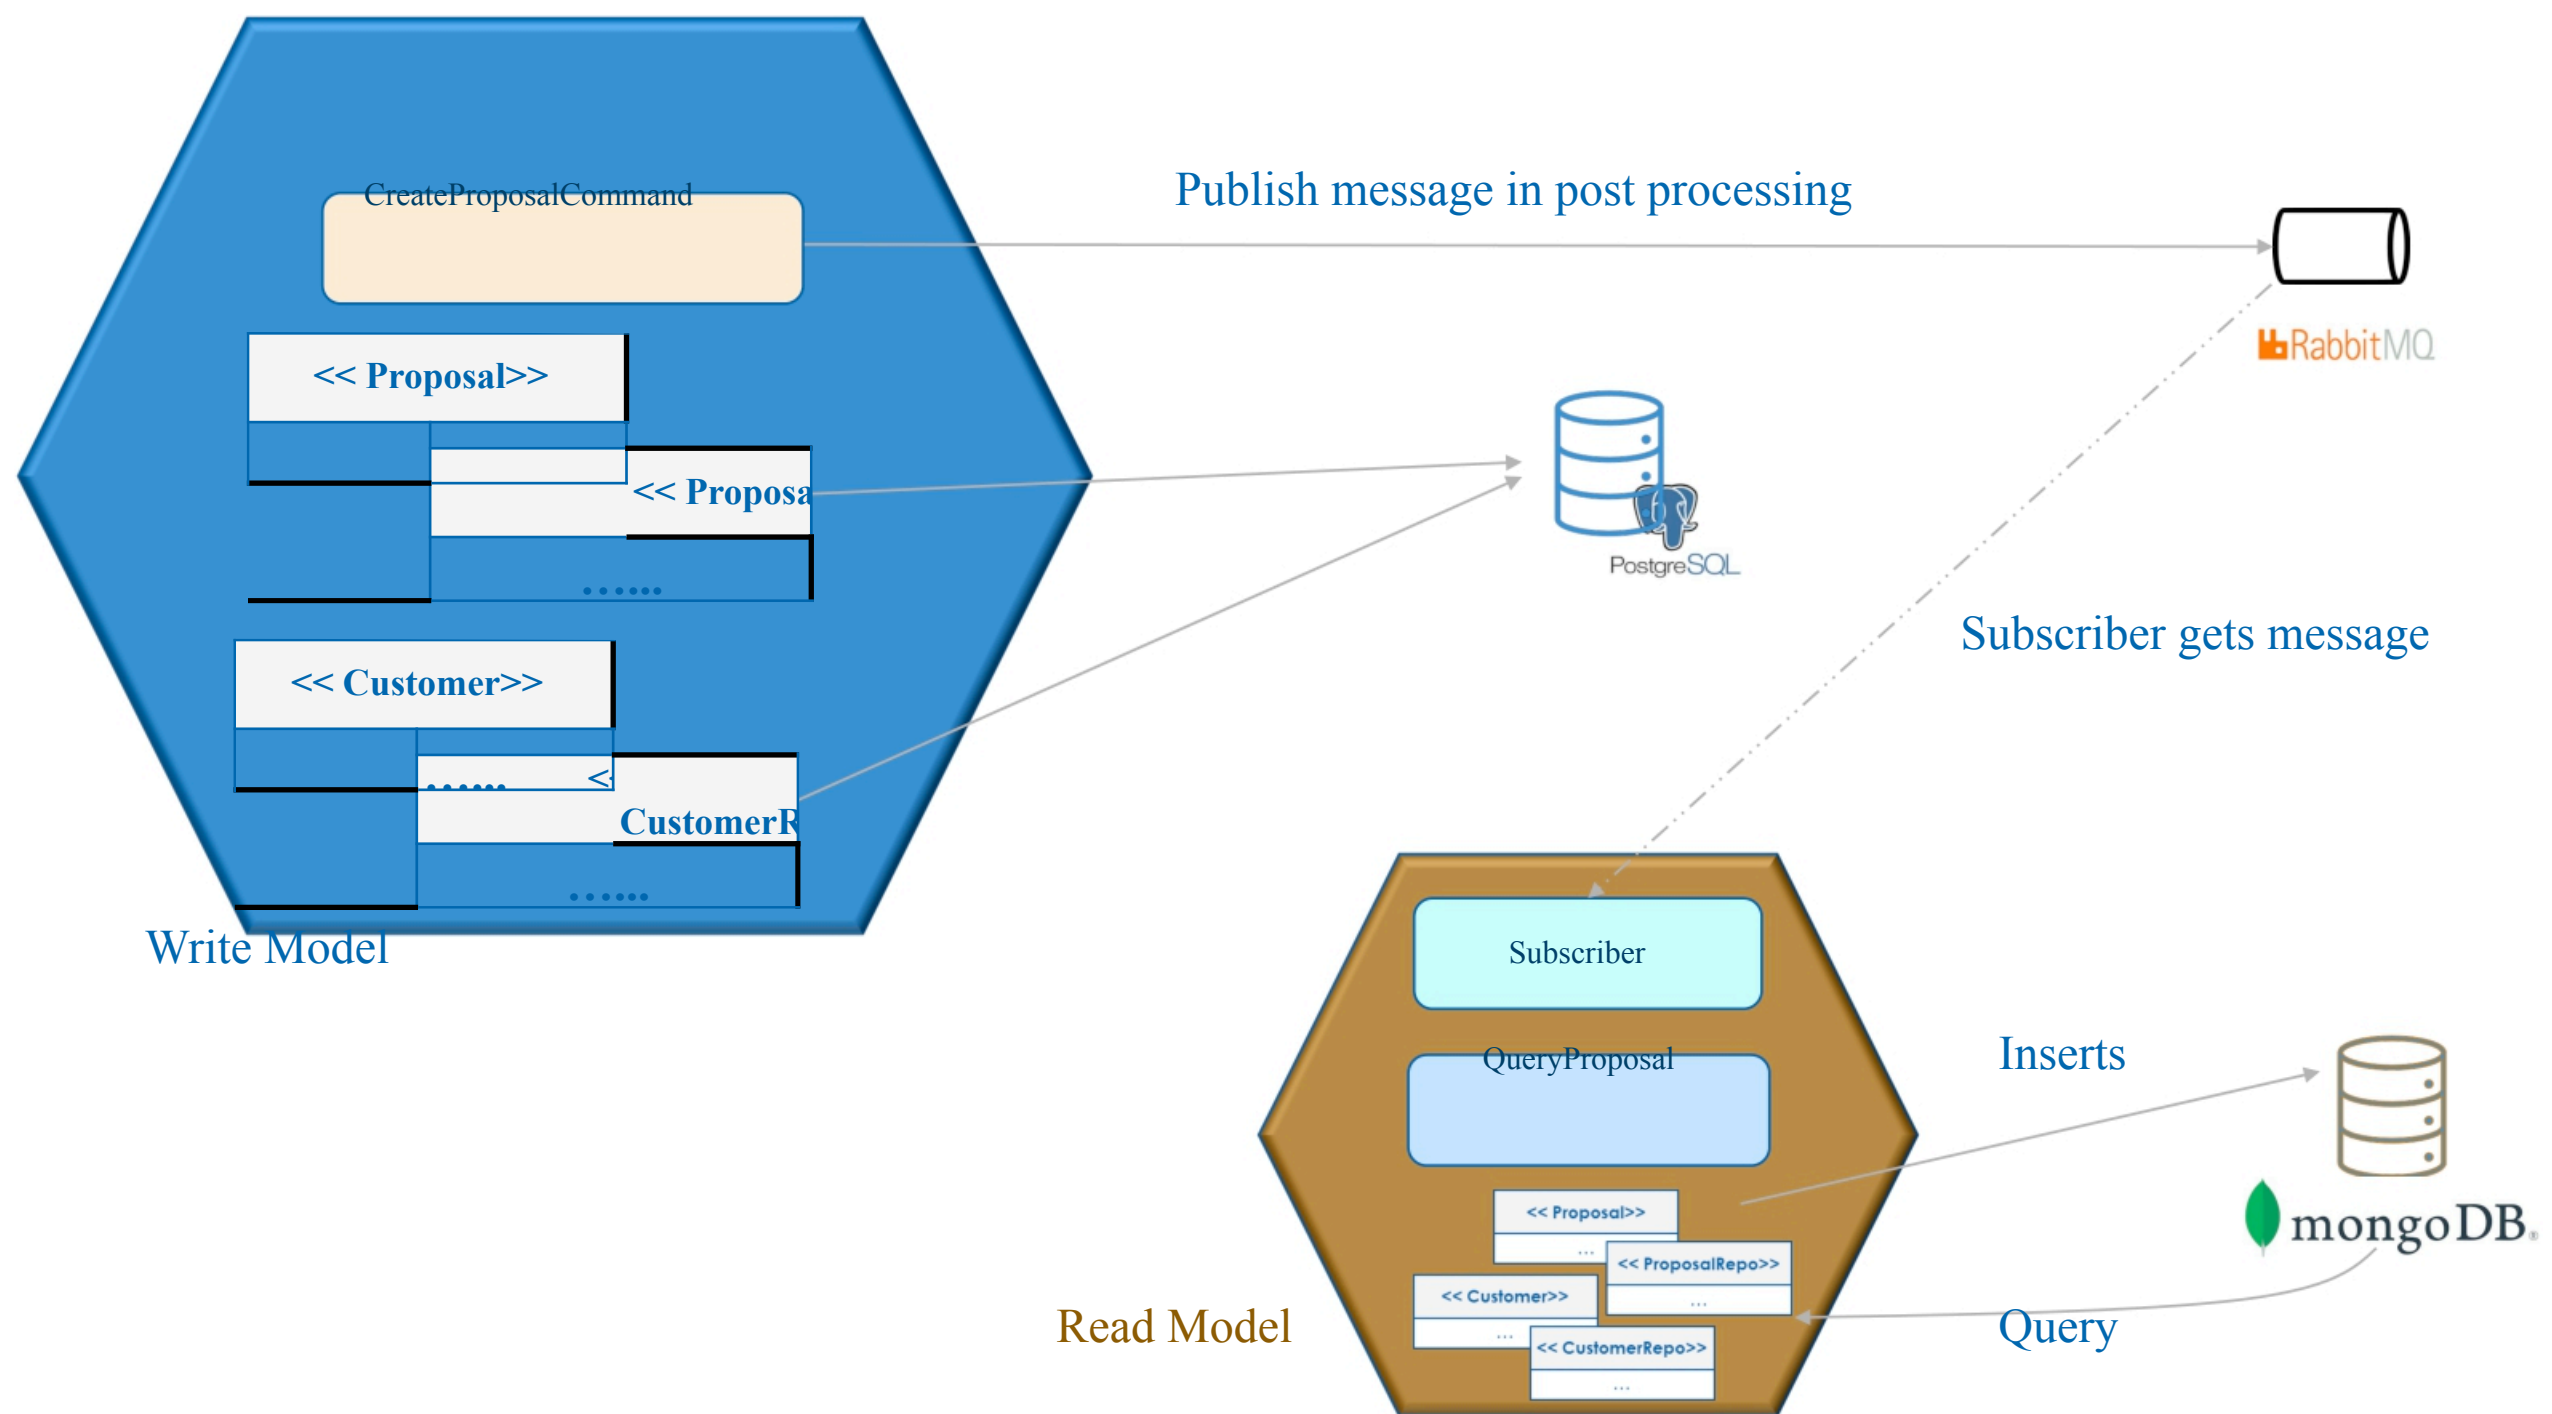 CreateProposalCommand
Publish message in post processing
<< Proposal>>
RabbitMQ
<< Proposa
......
PostgreSQL
Subscriber gets message
<< Customer>>
...... <
CustomerR
......
Write Model
Subscriber
QueryProposal
Inserts
<< Proposal>>
...
<< ProposalRepo>>
...
<< Customer>>
...
<< CustomerRepo>>
...
mongoDB®
Read Model
Query